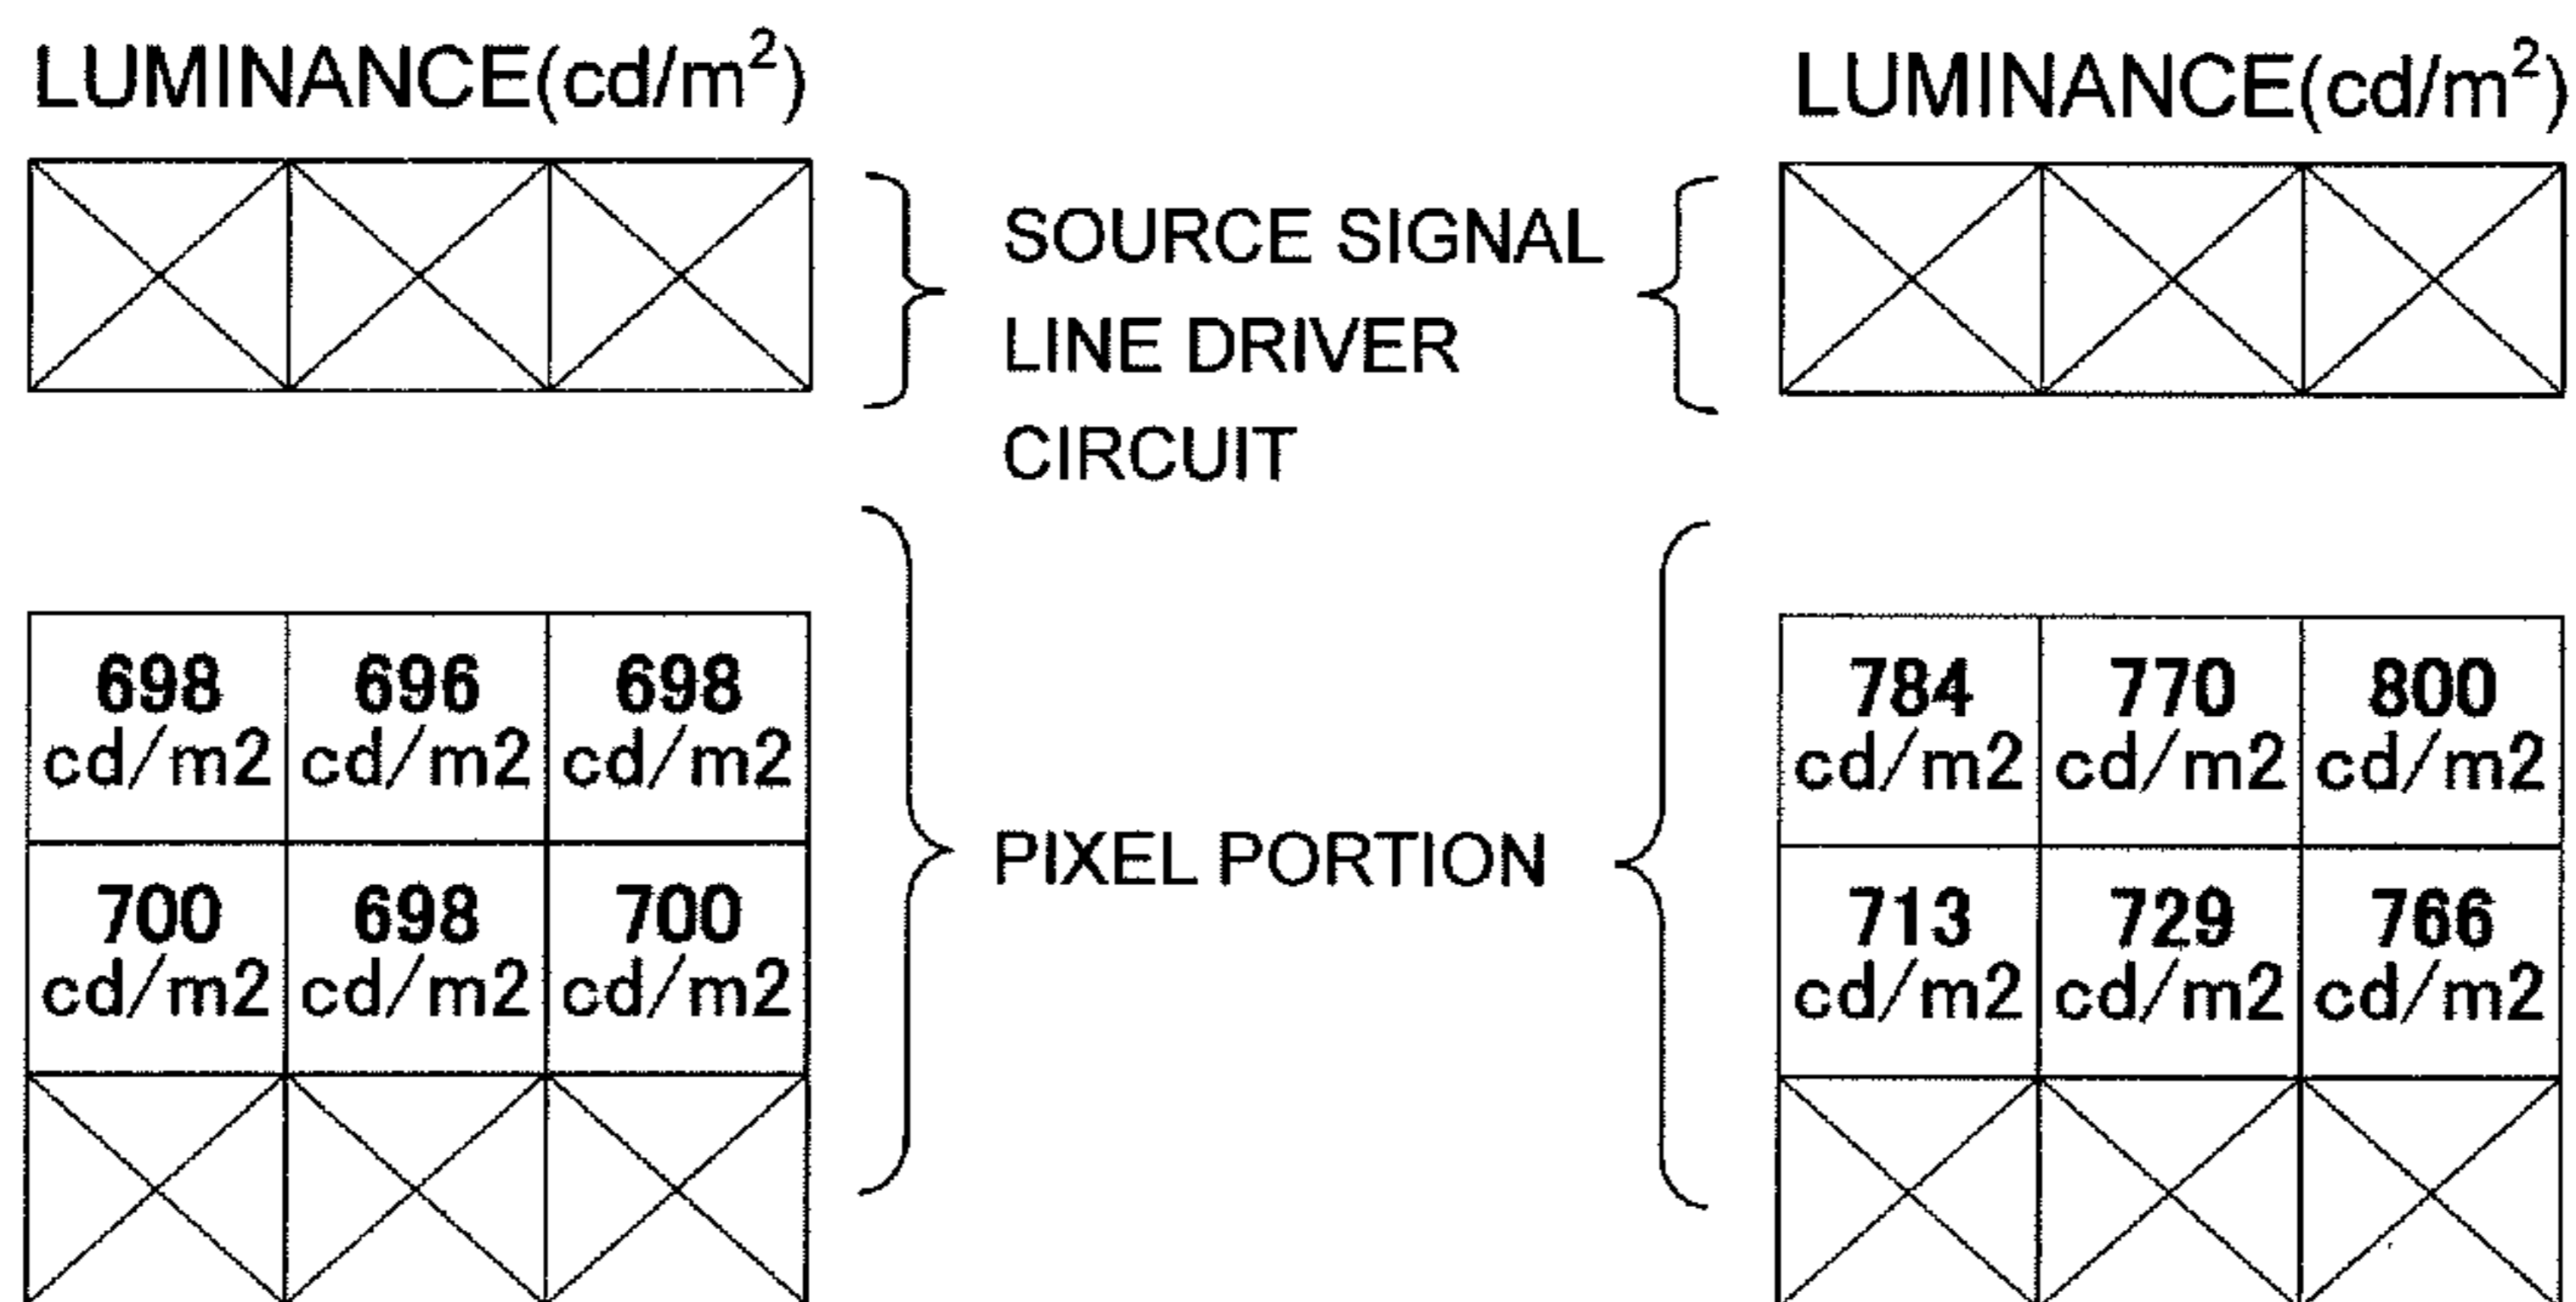 LUMINANCE(cd/m²)
LUMINANCE(cd/m²)
SOURCE SIGNAL
LINE DRIVER
CIRCUIT
698 cd/m2
696 cd/m2
698 cd/m2
700 cd/m2
698 cd/m2
700 cd/m2
PIXEL PORTION
784 cd/m2
770 cd/m2
800 cd/m2
713 cd/m2
729 cd/m2
766 cd/m2